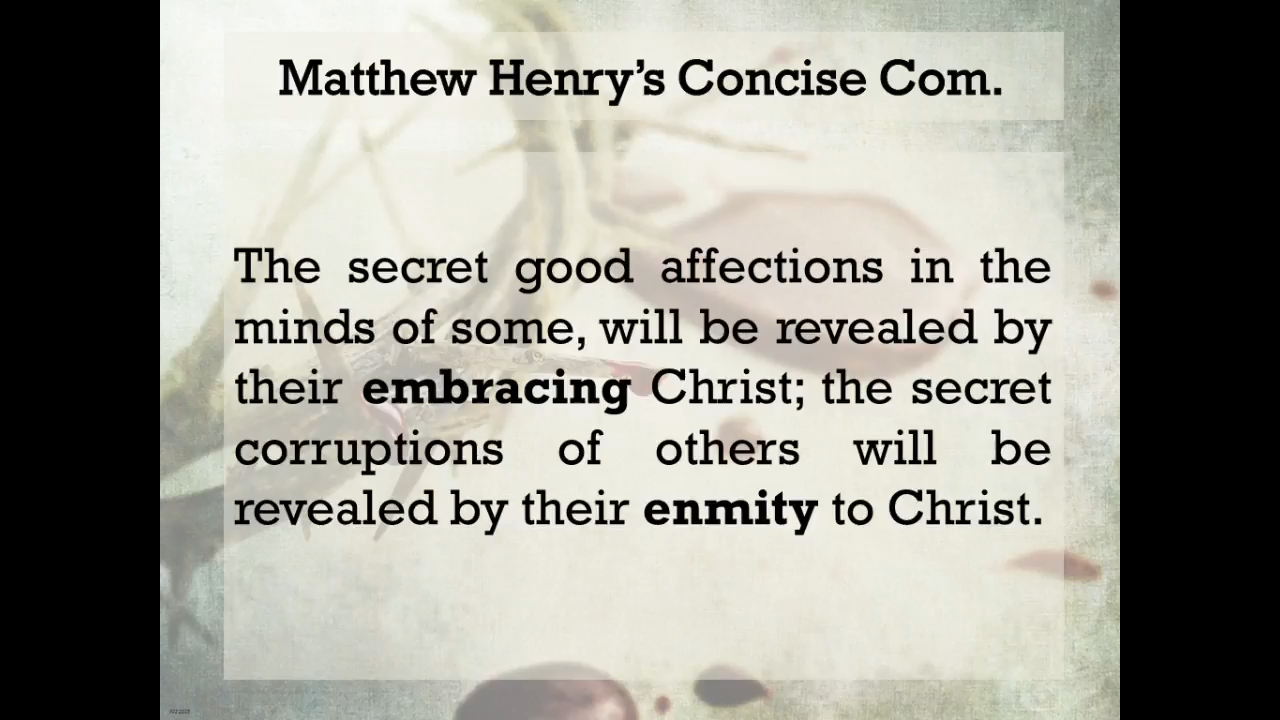 Matthew Henry’s Concise Com.
The secret good affections in the
minds of some, will be revealed by
their embracing Christ; the secret
corruptions of others will be
revealed by their enmity to Christ.